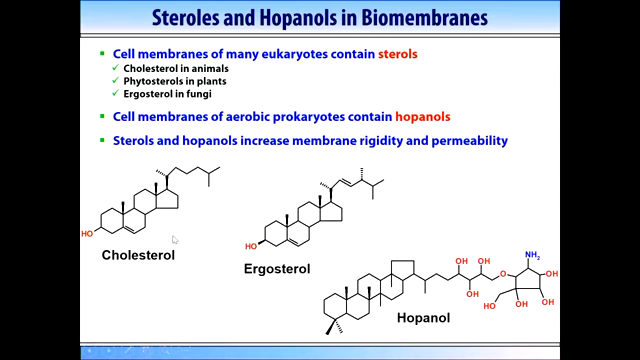 Steroles and Hopanols in Biomembranes
Cell membranes of many eukaryotes contain sterols
Cholesterol in animals
Phytosterols in plants
Ergosterol in fungi
Cell membranes of aerobic prokaryotes contain hopanols
Sterols and hopanols increase membrane rigidity and permeability
HO
Cholesterol
HO
Ergosterol
OH
OH
OH
O
NH2
OH
OH
OH
HO
Hopanol